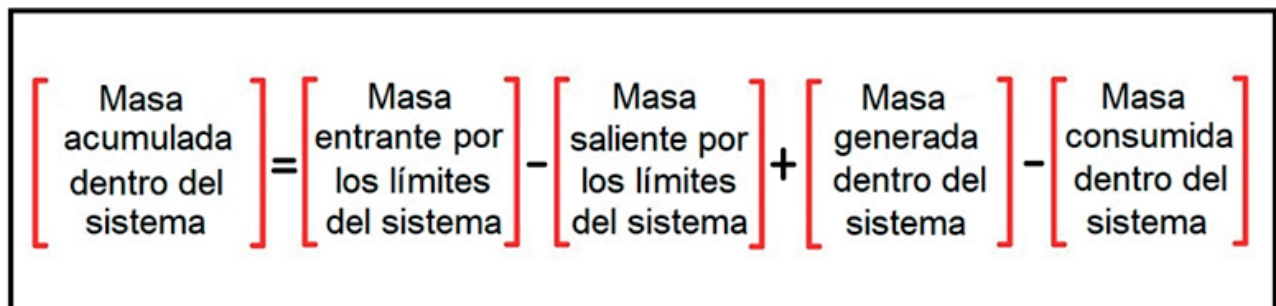 Masa
acumulada
dentro del
sistema
=
Masa
entrante por
los límites
del sistema
-
Masa
saliente por
los límites
del sistema
+
Masa
generada
dentro del
sistema
-
Masa
consumida
dentro del
sistema